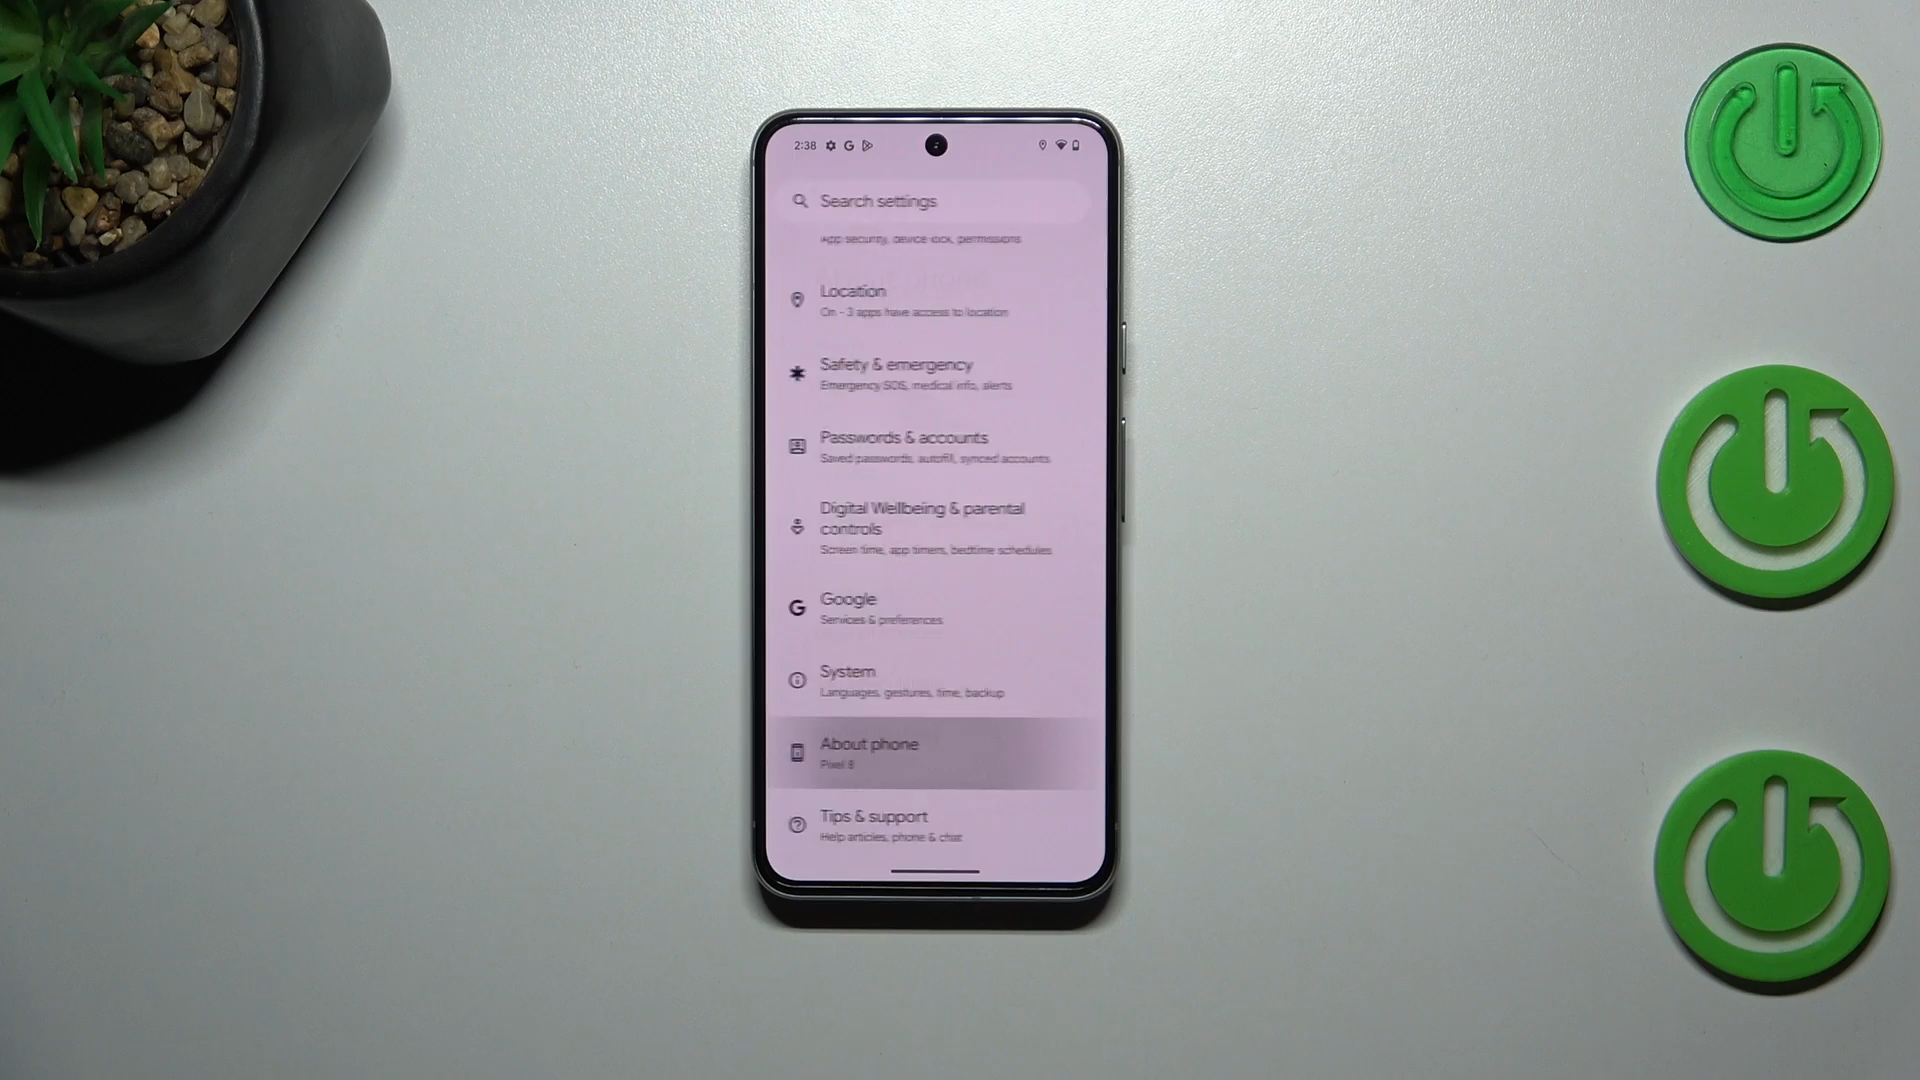 2:38
Search settings
App security, device lock, permissions
Location
On - 3 apps have access to location
Safety & emergency
Emergency SOS, medical info, alerts
Passwords & accounts
Saved passwords, autofill, synced accounts
Digital Wellbeing & parental
controls
Screen time, app timers, bedtime schedules
Google
Services & preferences
System
Languages, gestures, time, backup
About phone
Pixel 8
Tips & support
Help articles, phone & chat